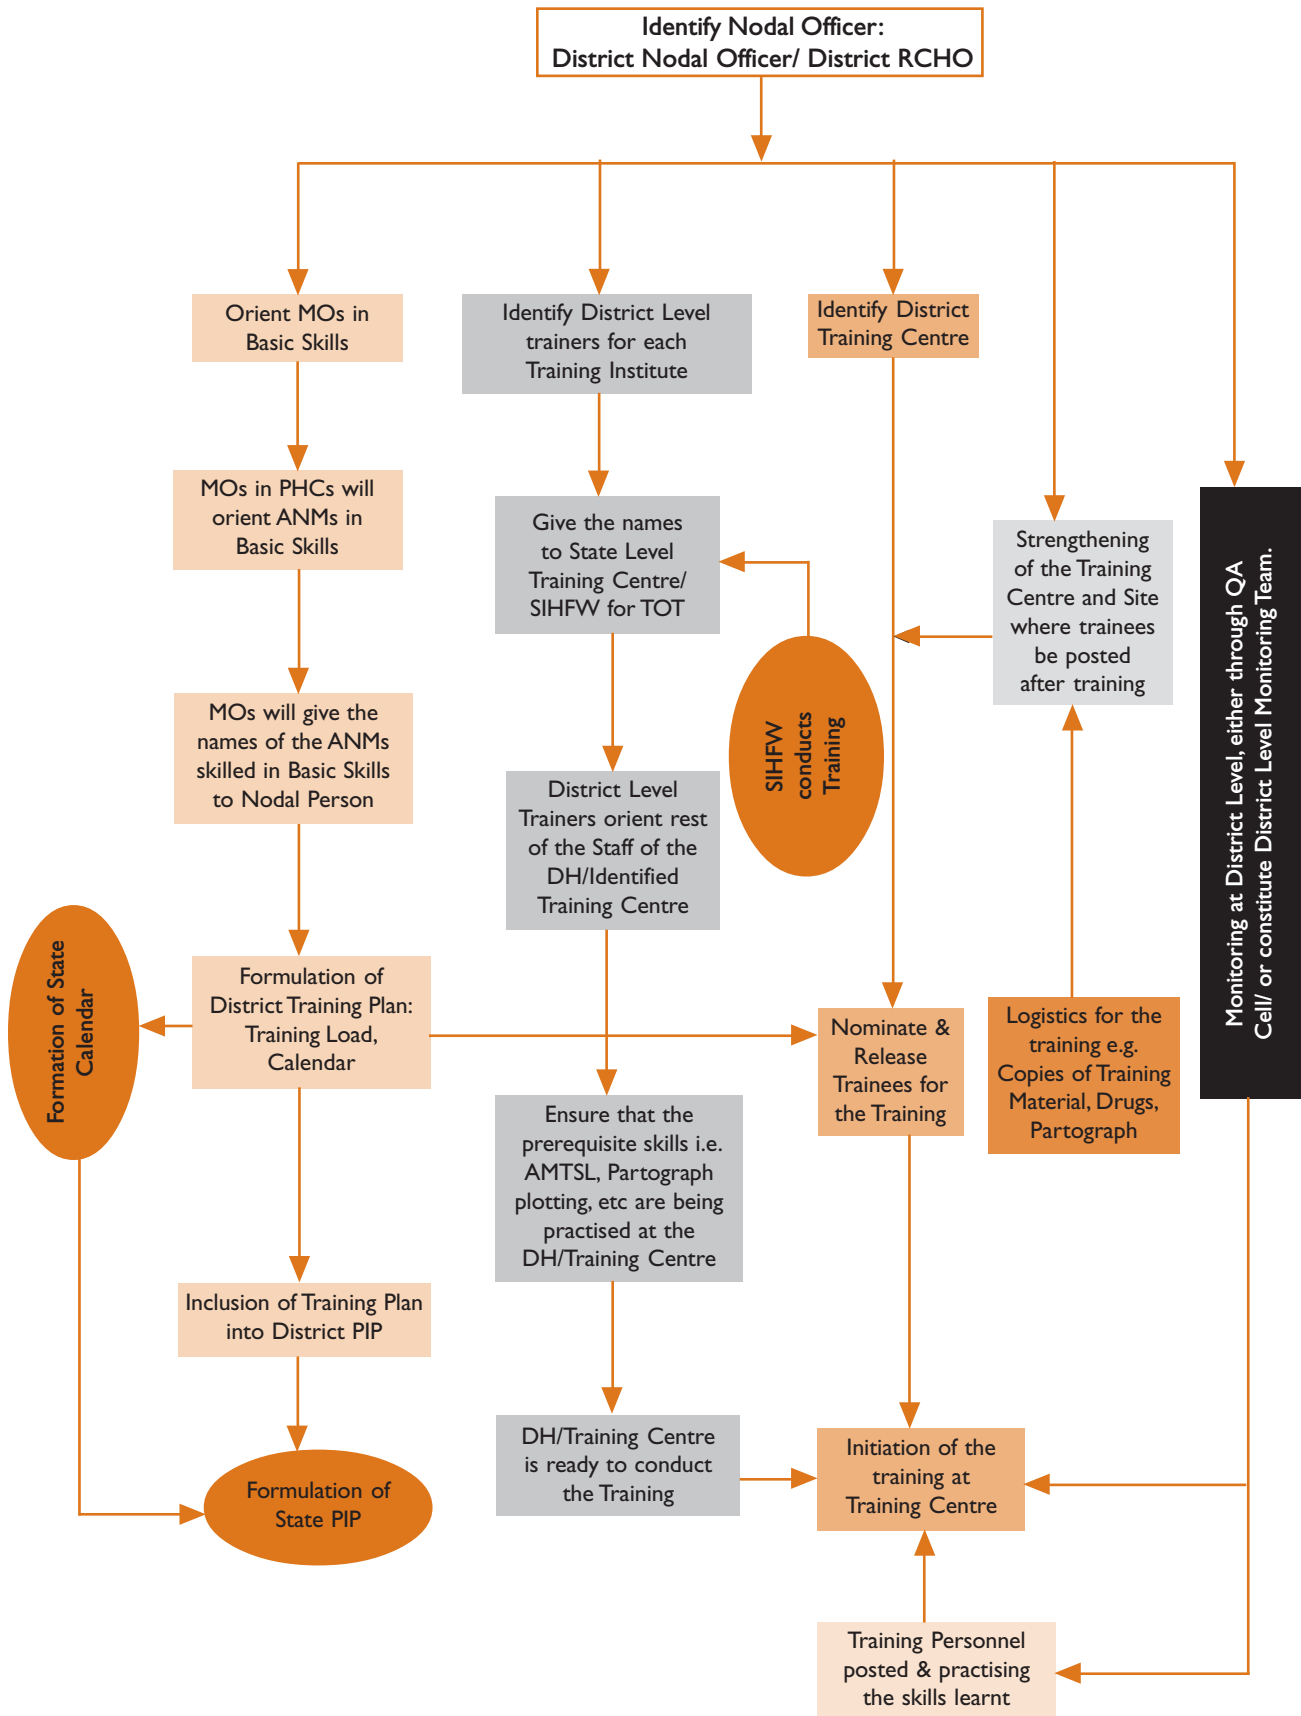 Identify Nodal Officer:
District Nodal Officer/ District RCHO
Orient MOs in
Basic Skills
MOs in PHCs will
orient ANMs in
Basic Skills
MOs will give the
names of the ANMs
skilled in Basic Skills
to Nodal Person
Formulation of
District Training Plan:
Training Load,
Calendar
Formation of State
Calendar
Inclusion of Training Plan
into District PIP
Formulation of
State PIP
Identify District Level
trainers for each
Training Institute
Give the names
to State Level
Training Centre/
SIHFW for TOT
SIHFW
conducts
Training
District Level
Trainers orient rest
of the Staff of the
DH/Identified
Training Centre
Ensure that the
prerequisite skills i.e.
AMTSL, Partograph
plotting, etc are being
practised at the
DH/Training Centre
DH/Training Centre
is ready to conduct
the Training
Identify District
Training Centre
Nominate &
Release
Trainees for
the Training
Initiation of the
training at
Training Centre
Training Personnel
posted & practising
the skills learnt
Strengthening
of the Training
Centre and Site
where trainees
be posted
after training
Logistics for the
training e.g.
Copies of Training
Material, Drugs,
Partograph
Monitoring at District Level, either through QA
Cell/ or constitute District Level Monitoring Team.